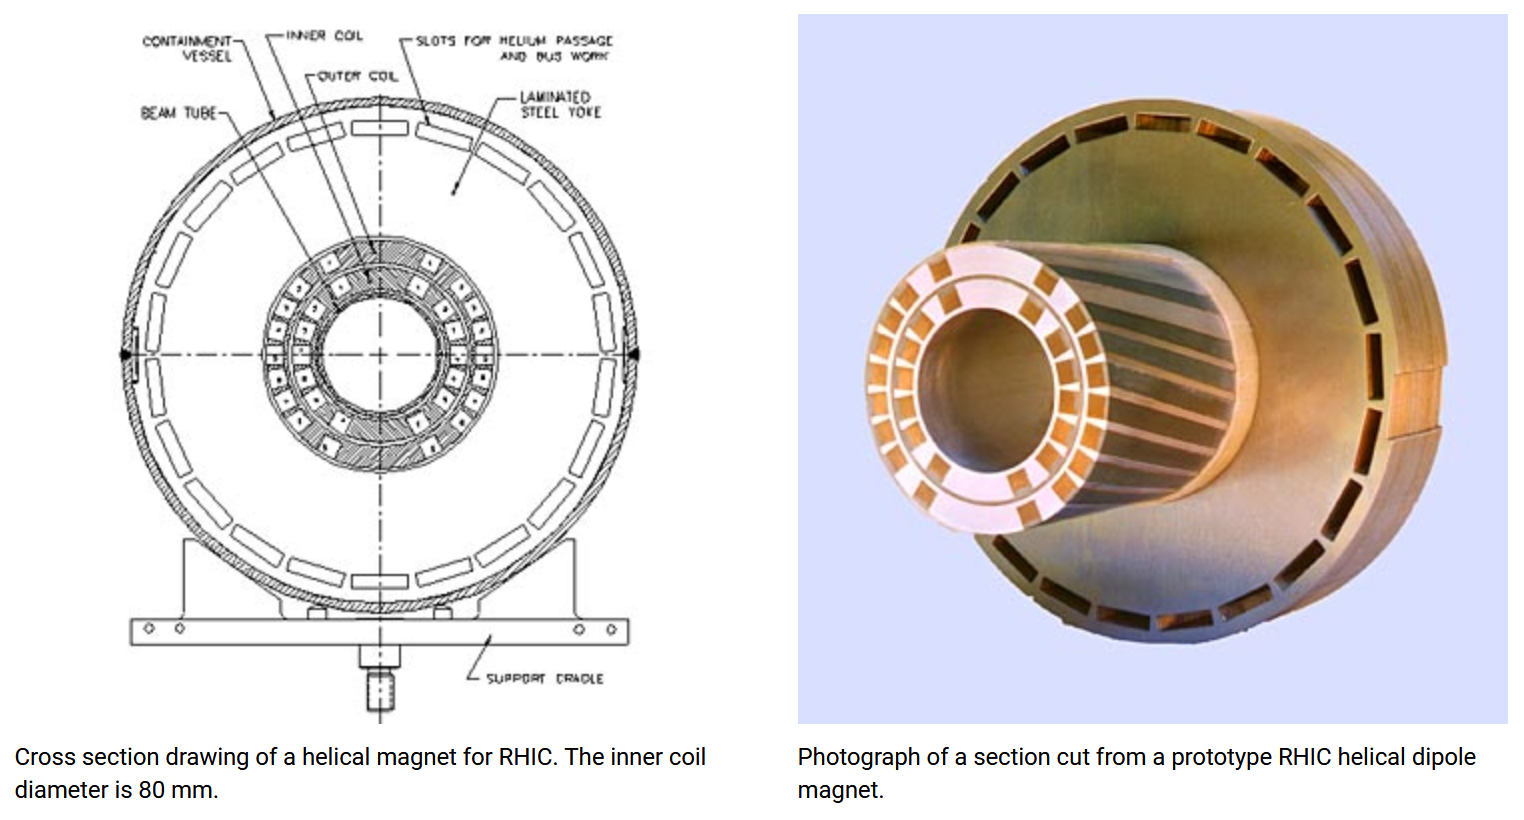 CONTAINMENT
VESSEL
INNER COIL
SLOTS FOR HELIUM PASSAGE
AND BUS WORK
OUTER COIL
BEAM TUBE
LAMINATED
STEEL YOKE
SUPPORT CRADLE
Cross section drawing of a helical magnet for RHIC. The inner coil
diameter is 80 mm.
Photograph of a section cut from a prototype RHIC helical dipole
magnet.